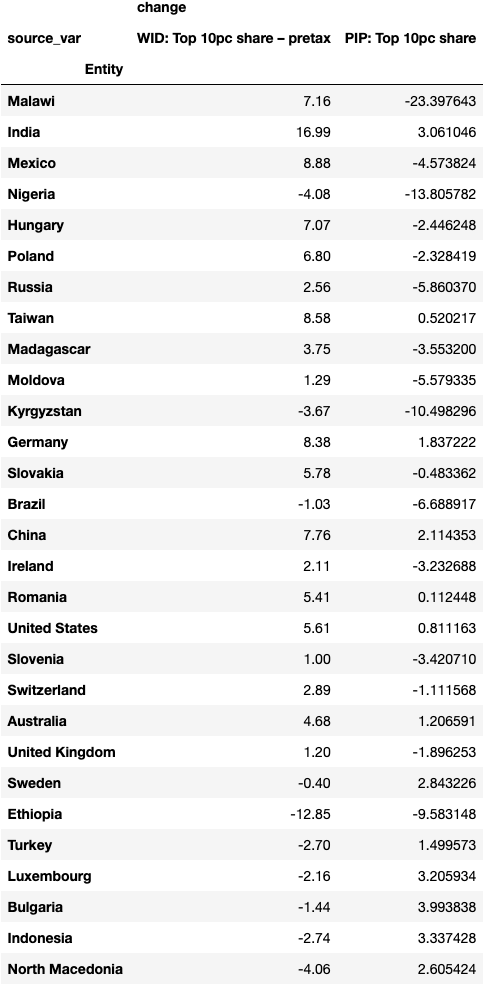 change
source_var WID: Top 10pc share – pretax PIP: Top 10pc share
Entity
Malawi 7.16 -23.397643
India 16.99 3.061046
Mexico 8.88 -4.573824
Nigeria -4.08 -13.805782
Hungary 7.07 -2.446248
Poland 6.80 -2.328419
Russia 2.56 -5.860370
Taiwan 8.58 0.520217
Madagascar 3.75 -3.553200
Moldova 1.29 -5.579335
Kyrgyzstan -3.67 -10.498296
Germany 8.38 1.837222
Slovakia 5.78 -0.483362
Brazil -1.03 -6.688917
China 7.76 2.114353
Ireland 2.11 -3.232688
Romania 5.41 0.112448
United States 5.61 0.811163
Slovenia 1.00 -3.420710
Switzerland 2.89 -1.111568
Australia 4.68 1.206591
United Kingdom 1.20 -1.896253
Sweden -0.40 2.843226
Ethiopia -12.85 -9.583148
Turkey -2.70 1.499573
Luxembourg -2.16 3.205934
Bulgaria -1.44 3.993838
Indonesia -2.74 3.337428
North Macedonia -4.06 2.605424